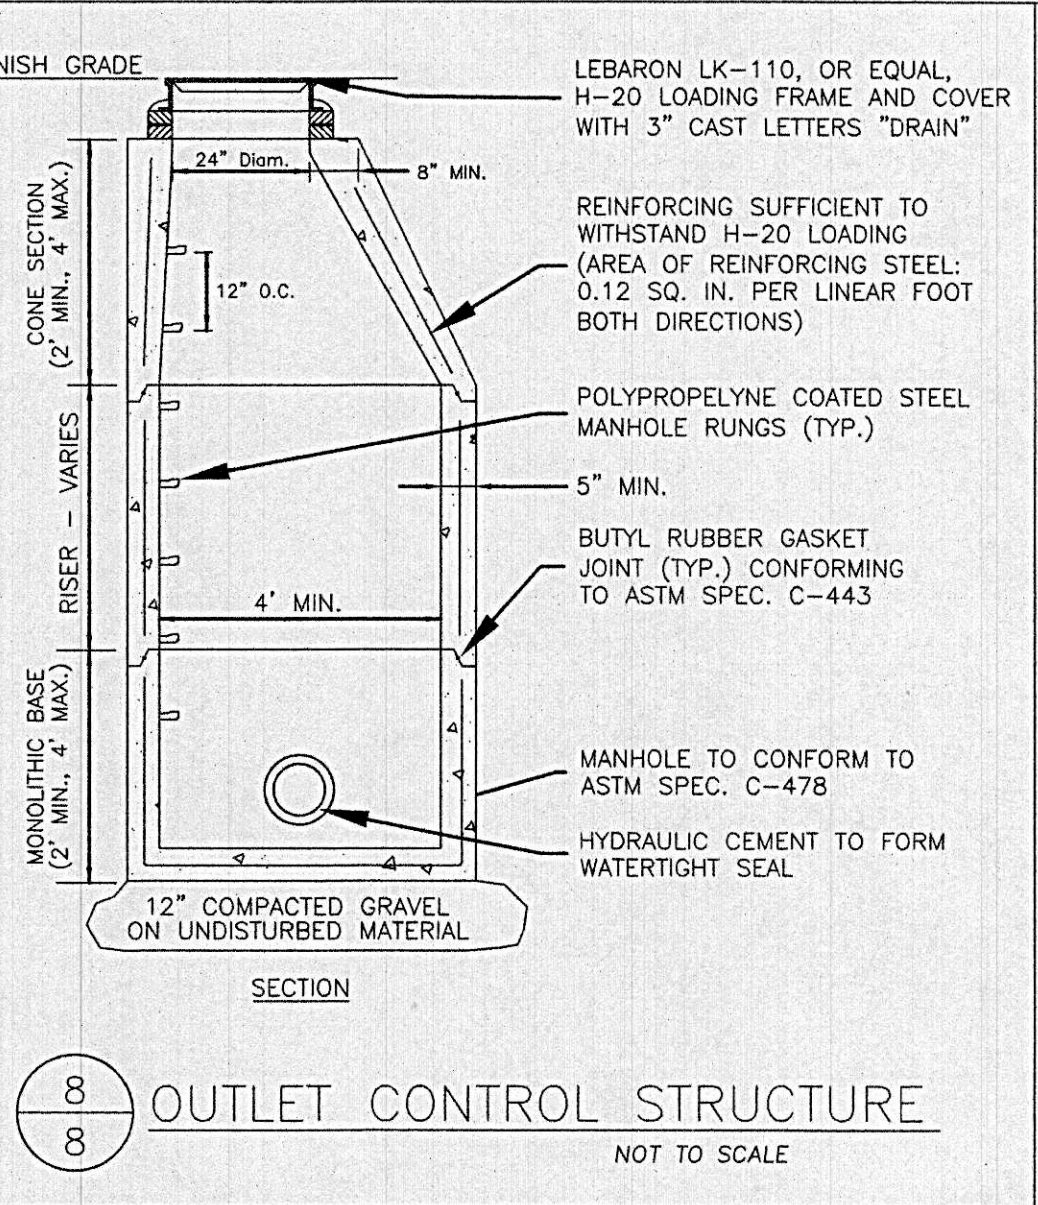 NISH GRADE
LEBARON LK-110, OR EQUAL,
H-20 LOADING FRAME AND COVER
WITH 3" CAST LETTERS "DRAIN"
24" Diam.
8" MIN.
CONE SECTION
(2' MIN., 4' MAX.)
12" O.C.
REINFORCING SUFFICIENT TO
WITHSTAND H-20 LOADING
(AREA OF REINFORCING STEEL:
0.12 SQ. IN. PER LINEAR FOOT
BOTH DIRECTIONS)
POLYPROPELYNE COATED STEEL
MANHOLE RUNGS (TYP.)
RISER - VARIES
5" MIN.
4' MIN.
BUTYL RUBBER GASKET
JOINT (TYP.) CONFORMING
TO ASTM SPEC. C-443
MONOLITHIC BASE
(2' MIN., 4' MAX.)
MANHOLE TO CONFORM TO
ASTM SPEC. C-478
HYDRAULIC CEMENT TO FORM
WATERTIGHT SEAL
12" COMPACTED GRAVEL
ON UNDISTURBED MATERIAL
SECTION
8
8
OUTLET CONTROL STRUCTURE
NOT TO SCALE